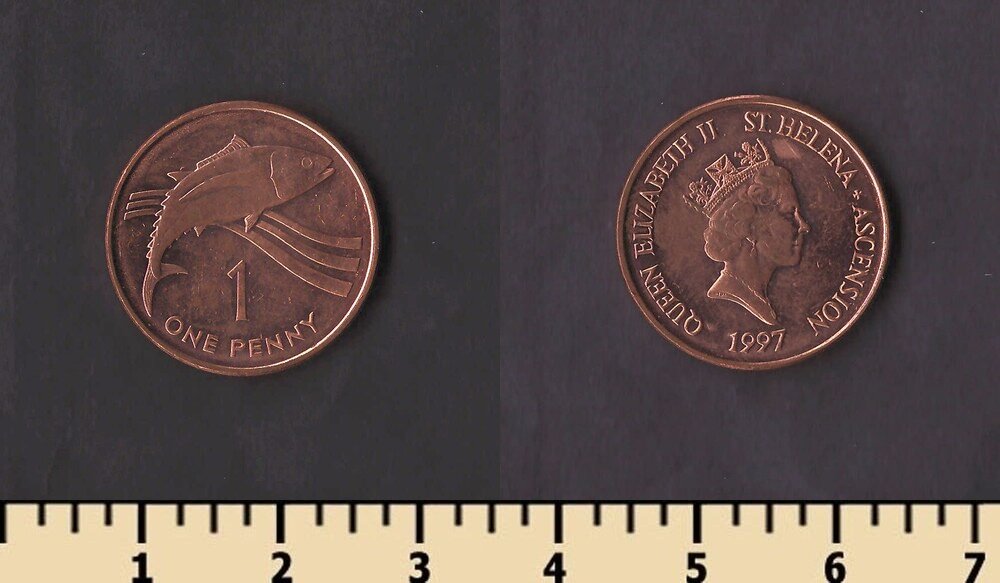 1
ONE PENNY
QUEEN ELIZABETH II ST. HELENA • ASCENSION
1997
1 2 3 4 5 6 7